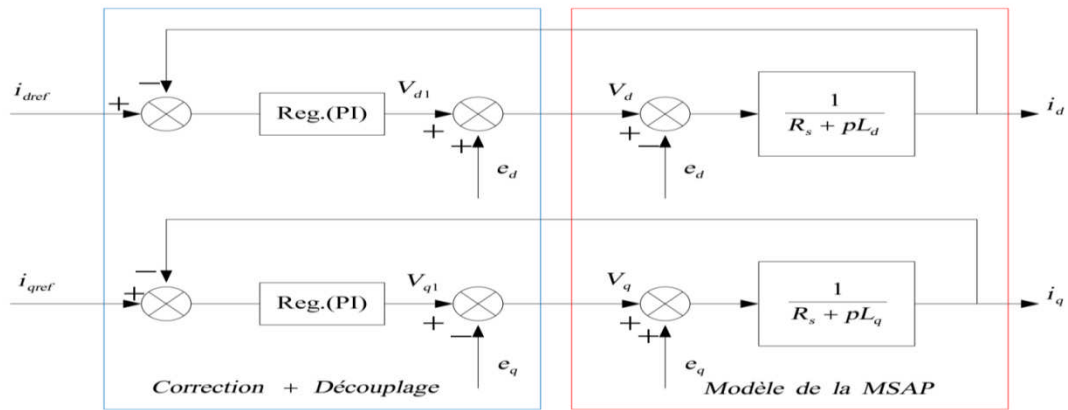 i_dref
+
−
Reg.(PI)
V_d1
+
+
e_d
V_d
+
−
e_d
1
R_s + pL_d
i_d
i_qref
+
−
Reg.(PI)
V_q1
+
−
e_q
V_q
+
+
e_q
1
R_s + pL_q
i_q
Correction + Découplage
Modèle de la MSAP